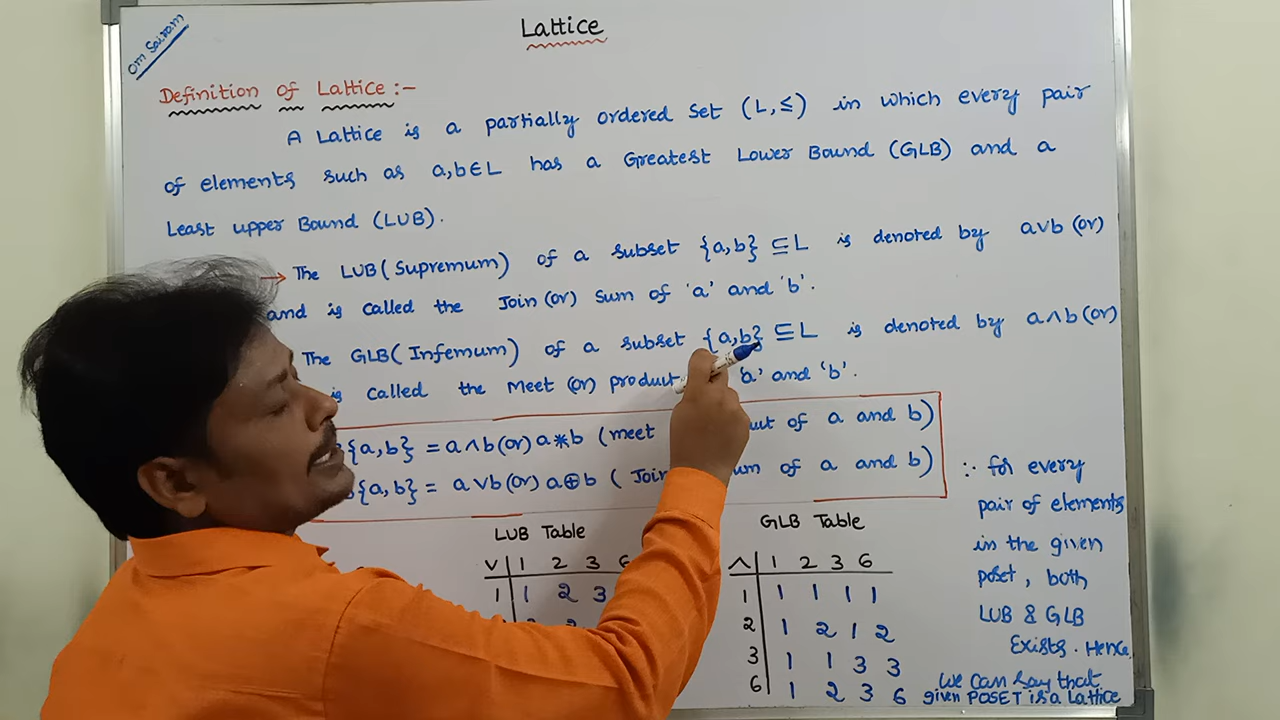 Om Sairam
Lattice
Definition of Lattice :-
A Lattice is a partially ordered set (L, ≤) in which every pair
of elements such as a,b∈L has a Greatest Lower Bound (GLB) and a
Least upper Bound (LUB).
→ The LUB (Supremum) of a subset {a,b} ⊆ L is denoted by a∨b (or)
and is called the Join (or) Sum of 'a' and 'b'.
The GLB (Infemum) of a subset {a,b} ⊆ L is denoted by a∧b (or)
is called the Meet (or) product 'a' and 'b'.
{a,b} = a∧b (or) a*b (meet of a and b)
{a,b} = a∨b (or) a⊕b (Join sum of a and b)
LUB Table
∨ 1 2 3 6
1 1 2 3
GLB Table
∧ 1 2 3 6
1 1 1 1 1
2 1 2 1 2
3 1 1 3 3
6 1 2 3 6
∵ for every
pair of elements
in the given
poset, both
LUB & GLB
Exists. Hence
we can say that
given POSET is a Lattice